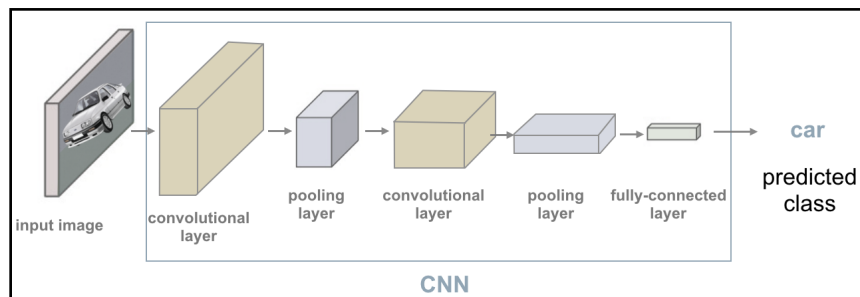 input image
convolutional
layer
pooling
layer
convolutional
layer
pooling
layer
fully-connected
layer
car
predicted
class
CNN